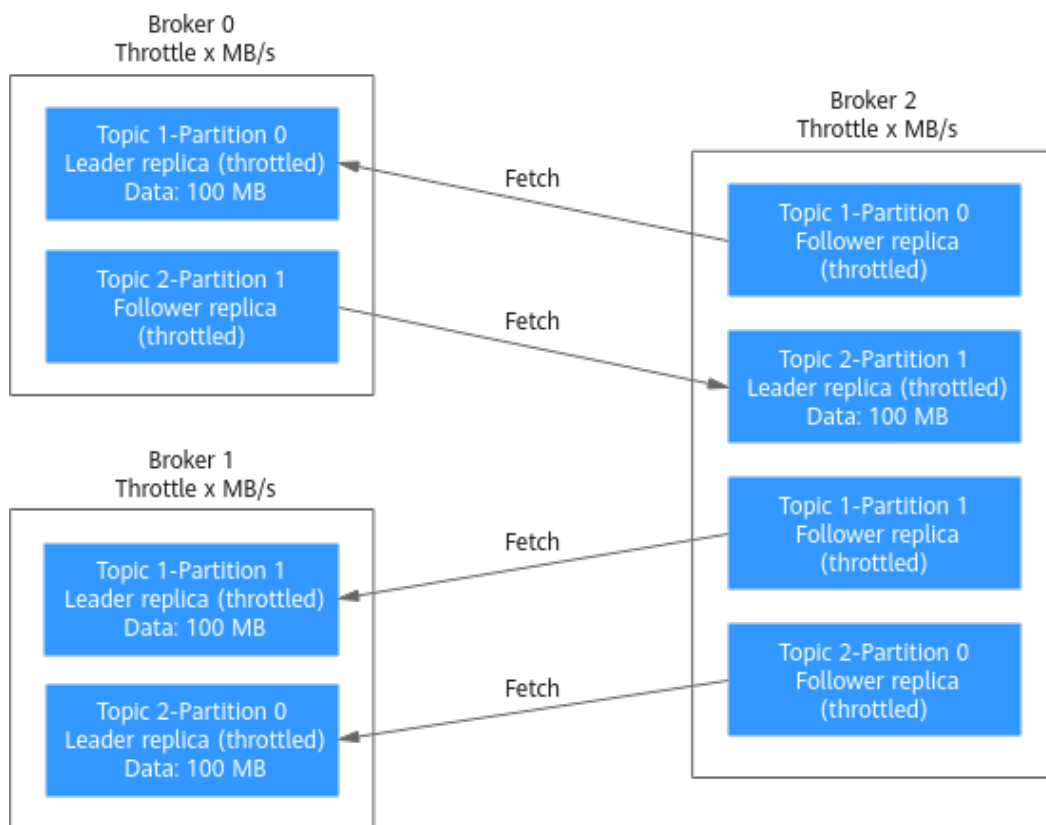 Broker 0
Throttle x MB/s
Topic 1-Partition 0
Leader replica (throttled)
Data: 100 MB
Topic 2-Partition 1
Follower replica
(throttled)
Broker 1
Throttle x MB/s
Topic 1-Partition 1
Leader replica (throttled)
Data: 100 MB
Topic 2-Partition 0
Leader replica (throttled)
Data: 100 MB
Fetch
Fetch
Fetch
Fetch
Broker 2
Throttle x MB/s
Topic 1-Partition 0
Follower replica
(throttled)
Topic 2-Partition 1
Leader replica (throttled)
Data: 100 MB
Topic 1-Partition 1
Follower replica
(throttled)
Topic 2-Partition 0
Follower replica
(throttled)